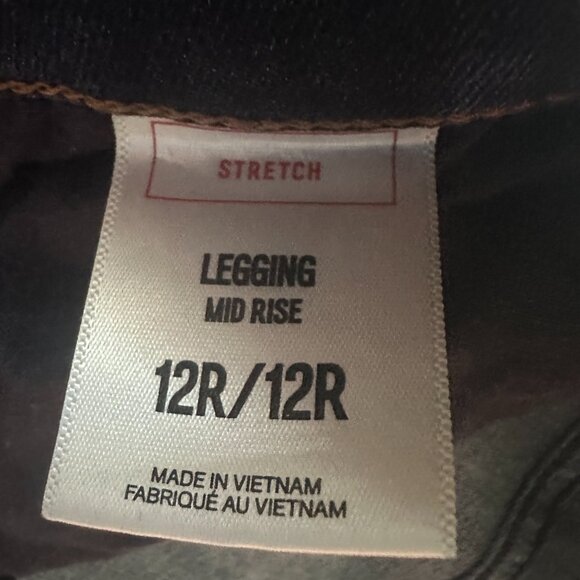 STRETCH
LEGGING
MID RISE
12R/12R
MADE IN VIETNAM
FABRIQUÉ AU VIETNAM